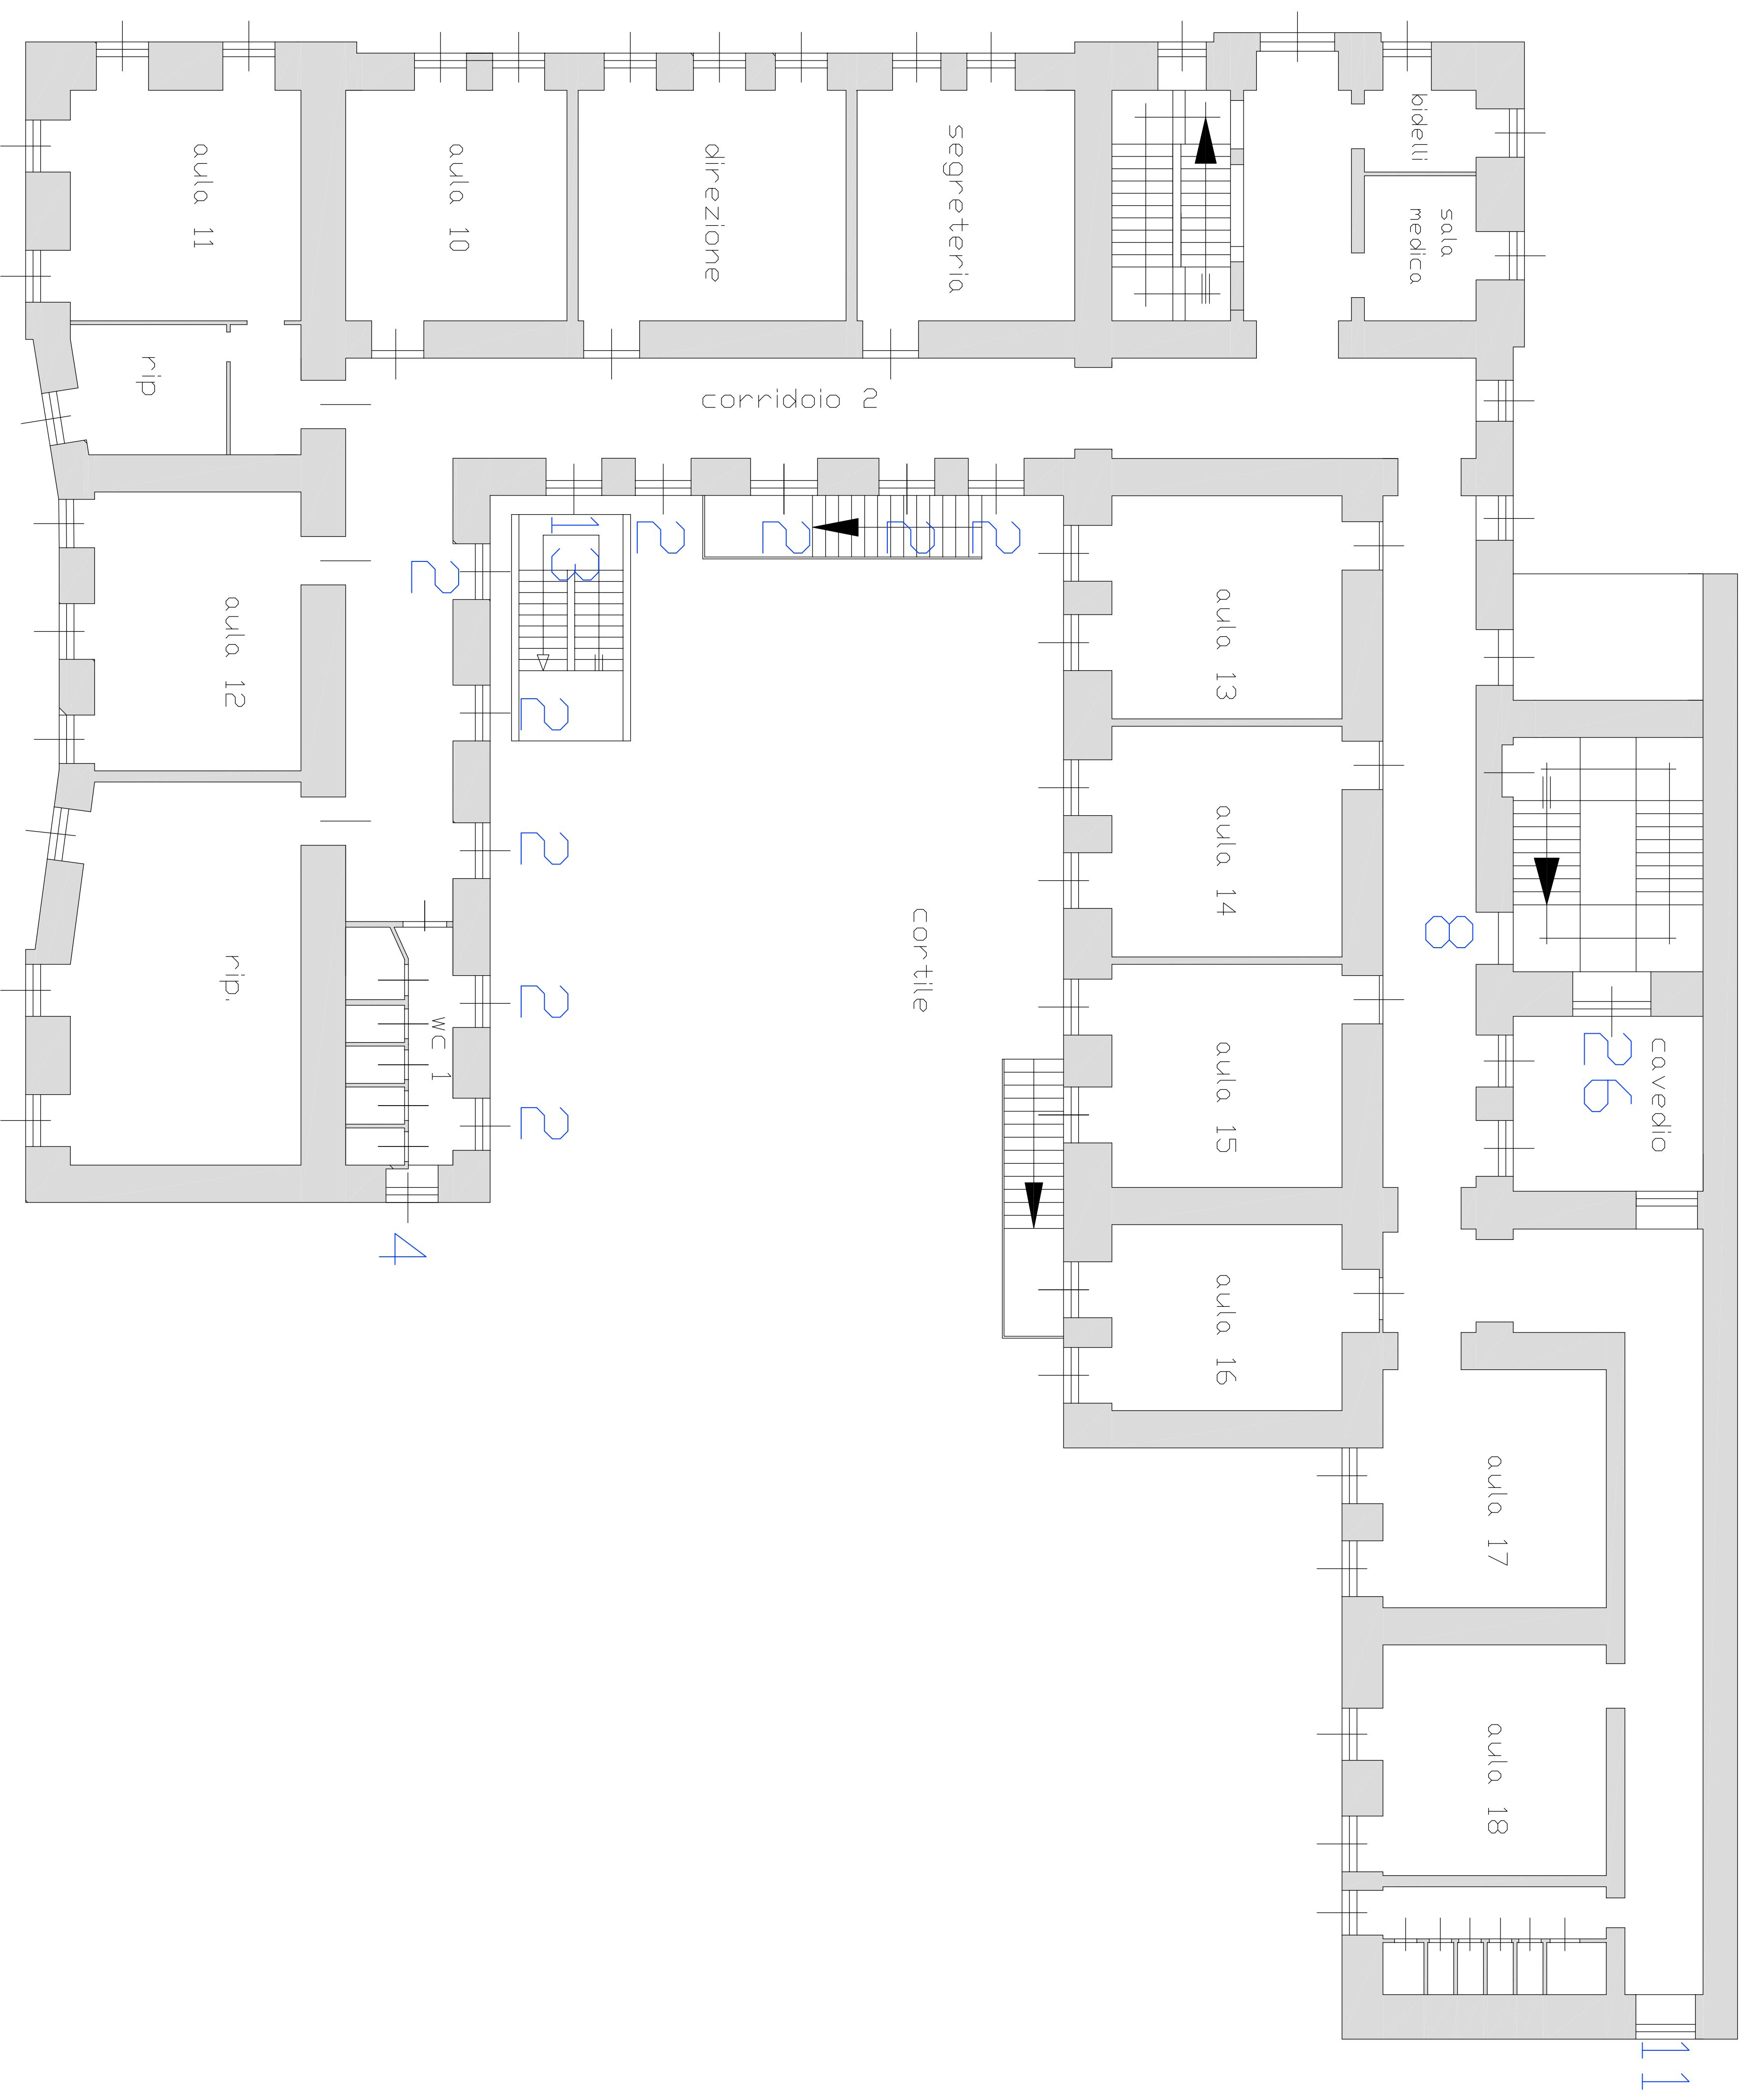 bidelli
sala
medica
segreteria
direzione
aula 10
aula 11
rip
corridoio 2
2
2
2
2
13
2
aula 13
aula 12
2
aula 14
2
8
cortile
rip.
2
wc 1
26
cavedio
aula 15
2
4
aula 16
aula 17
aula 18
11